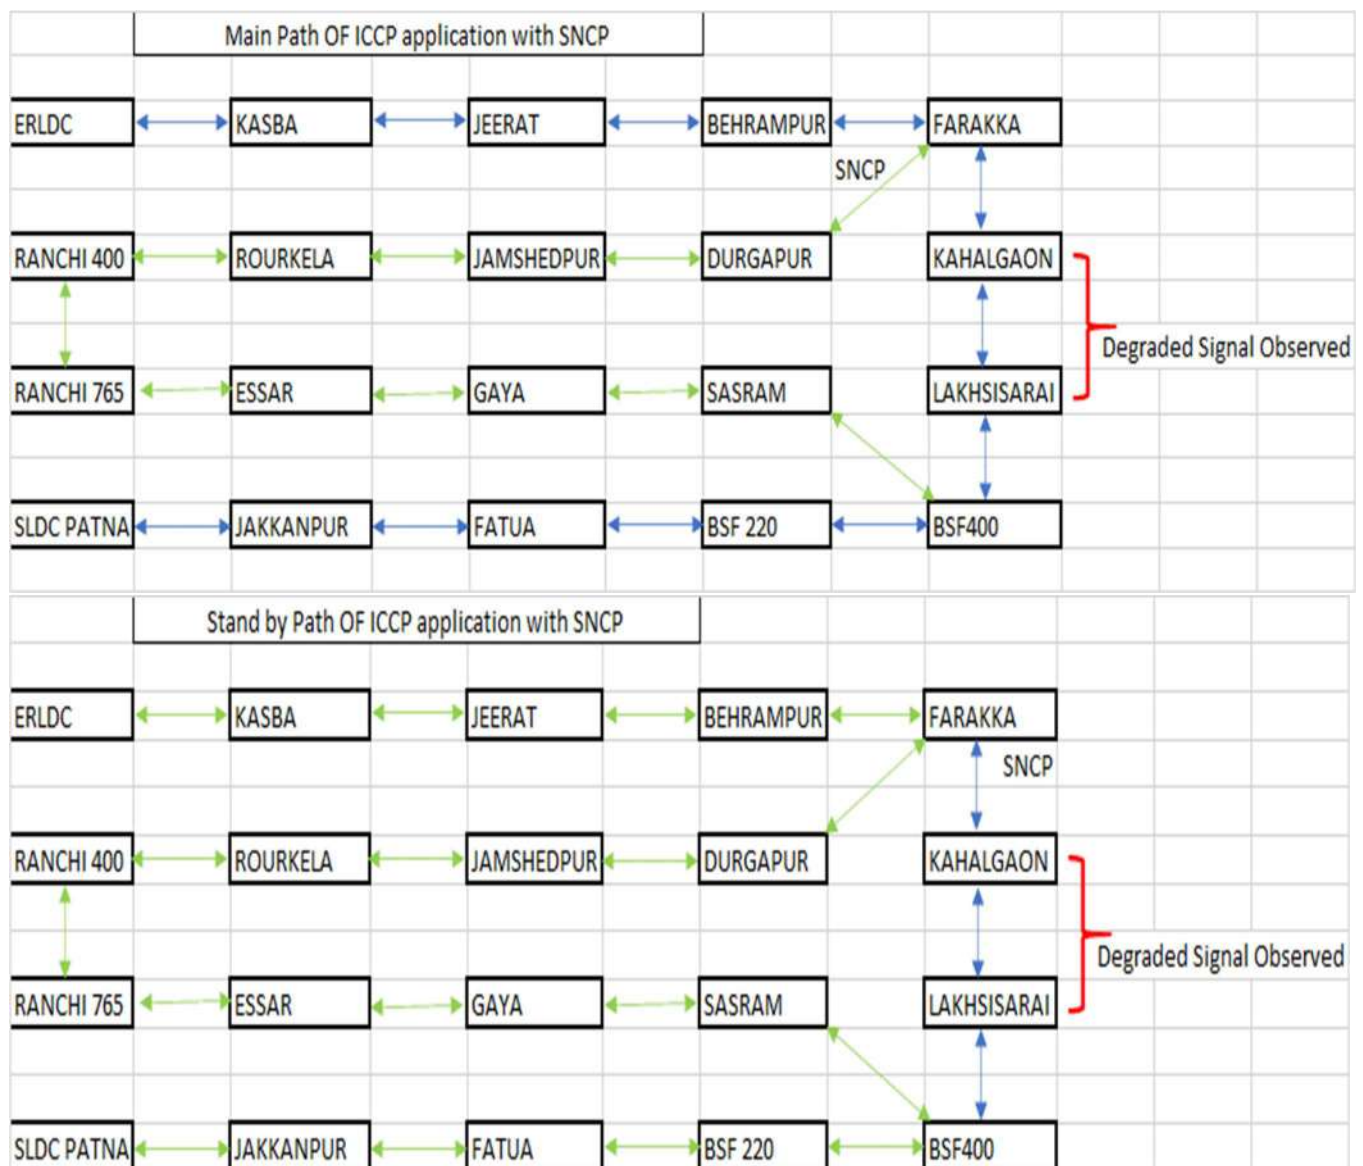 Main Path OF ICCP application with SNCP
ERLDC KASBA JEERAT BEHRAMPUR FARAKKA
SNCP
RANCHI 400 ROURKELA JAMSHEDPUR DURGAPUR KAHALGAON
Degraded Signal Observed
RANCHI 765 ESSAR GAYA SASRAM LAKHSISARAI
SLDC PATNA JAKKANPUR FATUA BSF 220 BSF400
Stand by Path OF ICCP application with SNCP
ERLDC KASBA JEERAT BEHRAMPUR FARAKKA
SNCP
RANCHI 400 ROURKELA JAMSHEDPUR DURGAPUR KAHALGAON
Degraded Signal Observed
RANCHI 765 ESSAR GAYA SASRAM LAKHSISARAI
SLDC PATNA JAKKANPUR FATUA BSF 220 BSF400